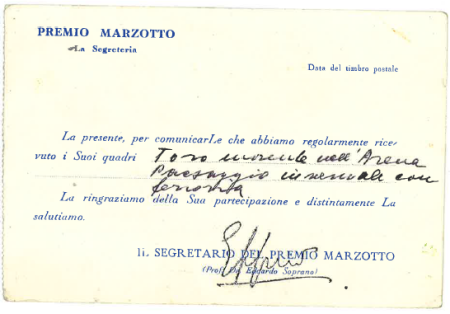 PREMIO MARZOTTO
La Segreteria
Data del timbro postale
La presente, per comunicarLe che abbiamo regolarmente rice-
vuto i Suoi quadri Toro morente nell'Arena
Paesaggio invernale con
ferrovia
La ringraziamo della Sua partecipazione e distintamente La
salutiamo.
Il SEGRETARIO DEL PREMIO MARZOTTO
(Prof. Dr. Edoardo Soprano)